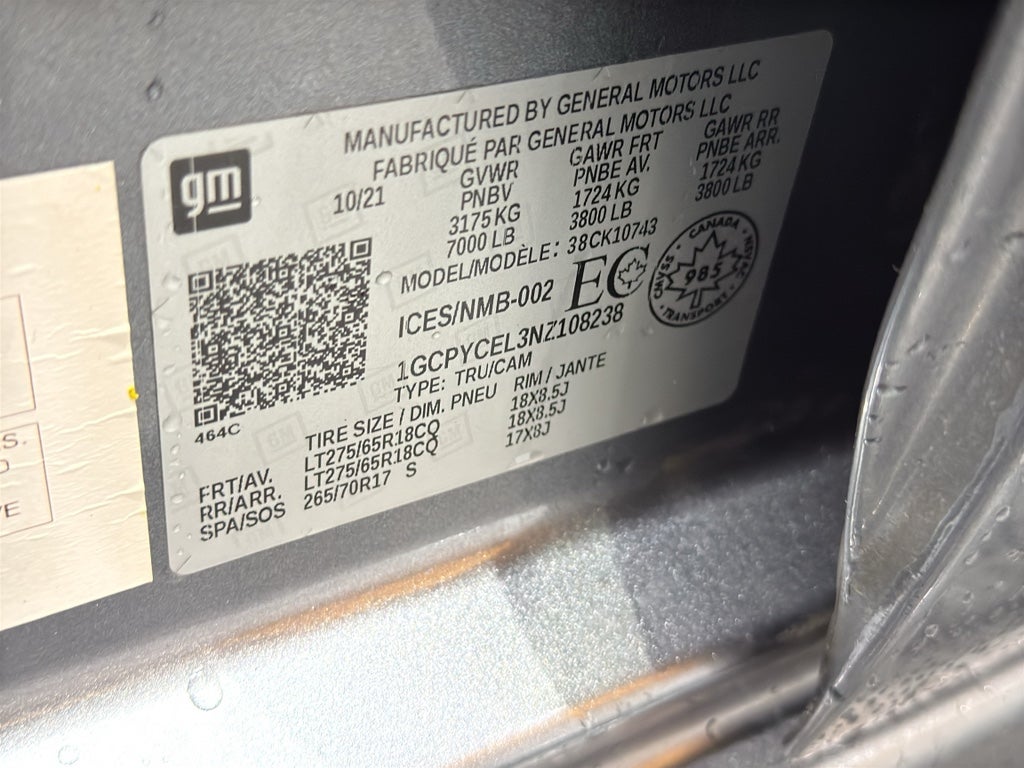 MANUFACTURED BY GENERAL MOTORS LLC
FABRIQUÉ PAR GENERAL MOTORS LLC
gm
10/21
GVWR GAWR FRT GAWR RR
PNBV PNBE AV. PNBE ARR.
3175 KG 1724 KG 1724 KG
7000 LB 3800 LB 3800 LB
MODEL/MODÈLE: 38CK10743
ICES/NMB-002 EC
CANADA
985
TRANSPORT
1GCPYCEL3NZ108238
TYPE: TRU/CAM
464C
TIRE SIZE / DIM. PNEU RIM / JANTE
FRT/AV. LT275/65R18CQ 18X8.5J
RR/ARR. LT275/65R18CQ 18X8.5J
SPA/SOS 265/70R17 S 17X8J
S.
D
VE